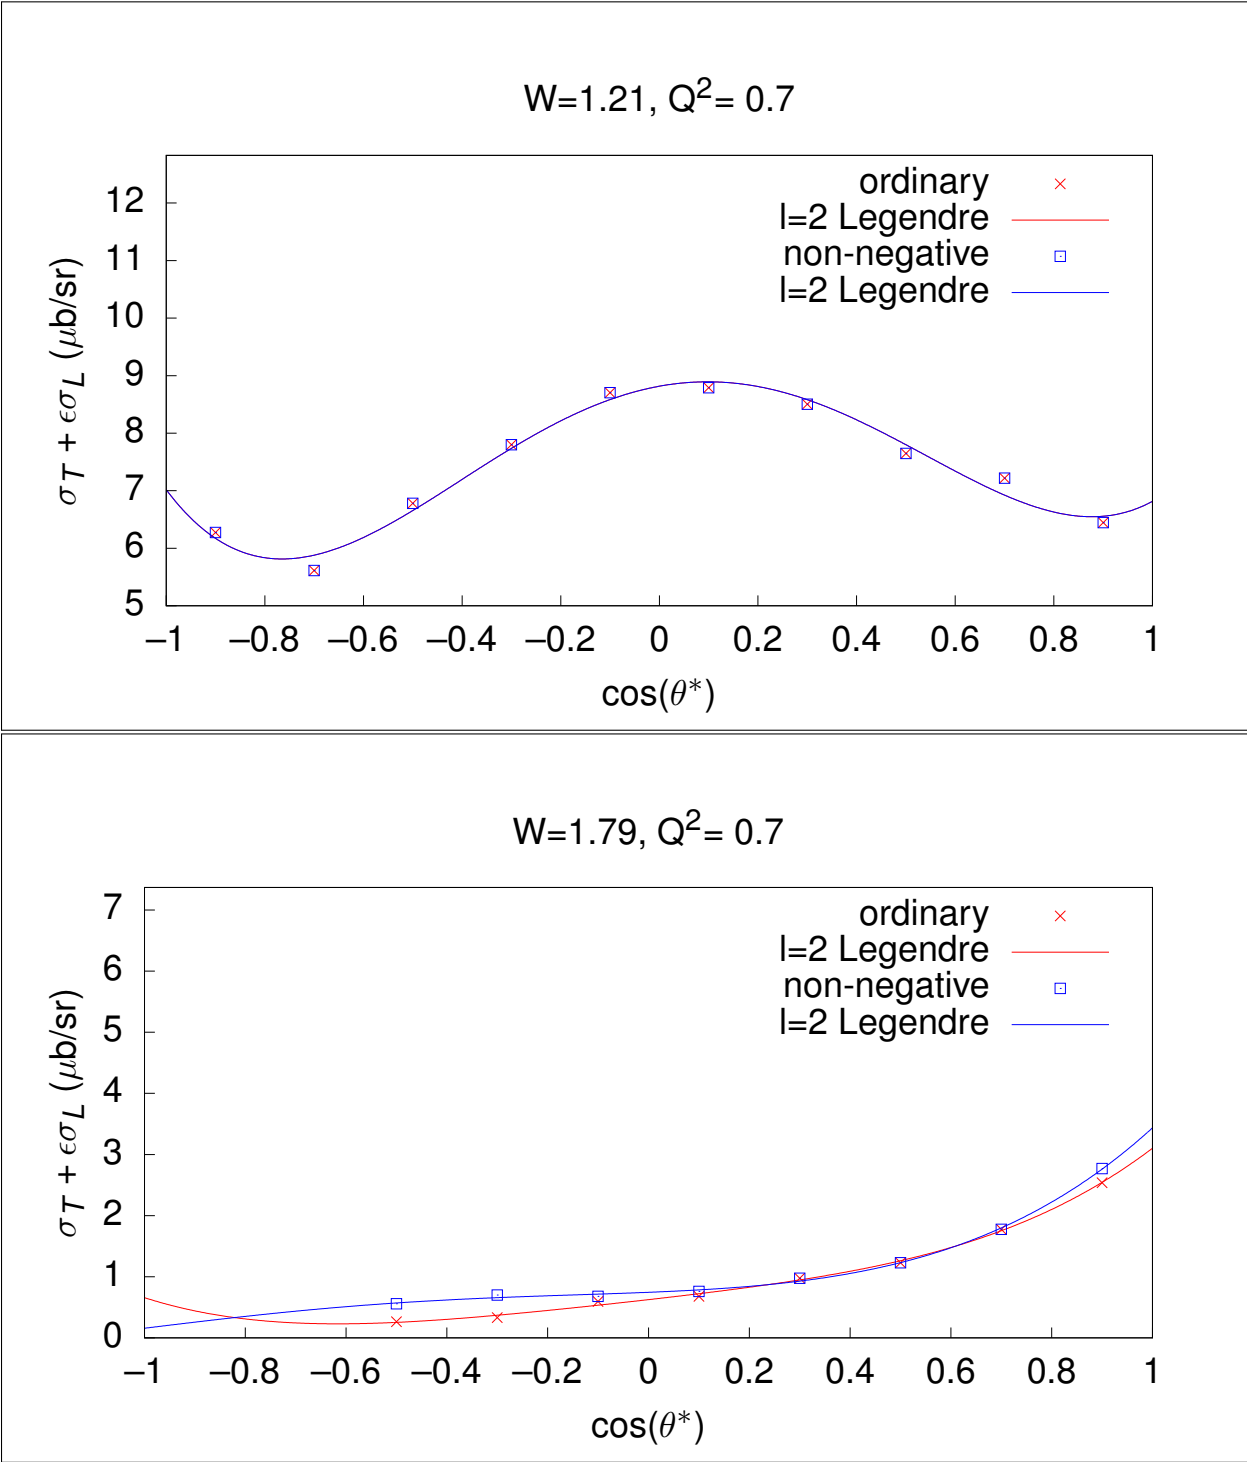 W=1.21, Q²= 0.7
ordinary
l=2 Legendre
non-negative
l=2 Legendre
12
11
10
9
8
7
6
5
σT + ϵσL (μb/sr)
−1 −0.8 −0.6 −0.4 −0.2 0 0.2 0.4 0.6 0.8 1
cos(θ*)
W=1.79, Q²= 0.7
ordinary
l=2 Legendre
non-negative
l=2 Legendre
7
6
5
4
3
2
1
0
σT + ϵσL (μb/sr)
−1 −0.8 −0.6 −0.4 −0.2 0 0.2 0.4 0.6 0.8 1
cos(θ*)